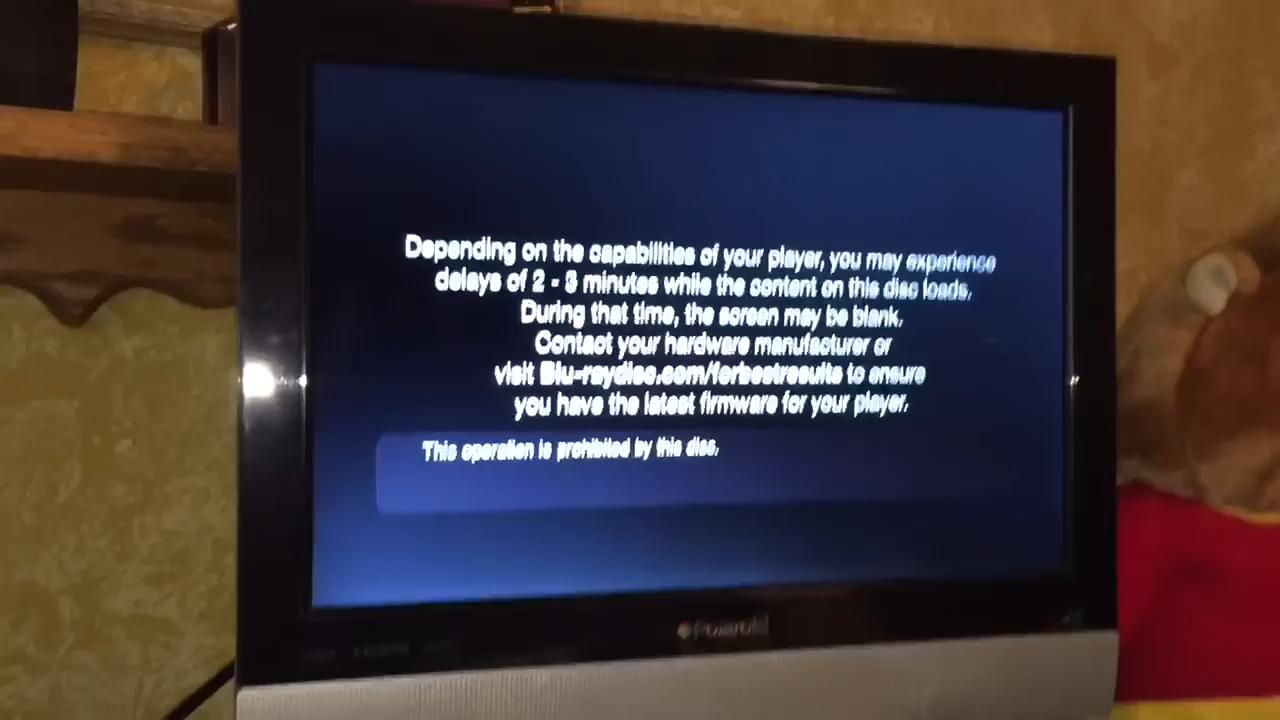 Depending on the capabilities of your player, you may experience
delays of 2 - 3 minutes while the content on this disc loads.
During that time, the screen may be blank.
Contact your hardware manufacturer or
visit Blu-raydisc.com/forbestresults to ensure
you have the latest firmware for your player.
This operation is prohibited by this disc.
Polaroid